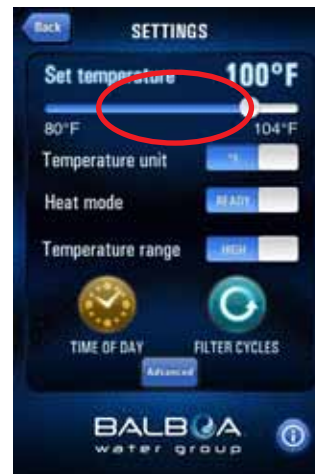 Back
SETTINGS
Set temperature 100°F
80°F 104°F
Temperature unit °F
Heat mode READY
Temperature range HIGH
TIME OF DAY FILTER CYCLES
Advanced
BALBOA
water group
i